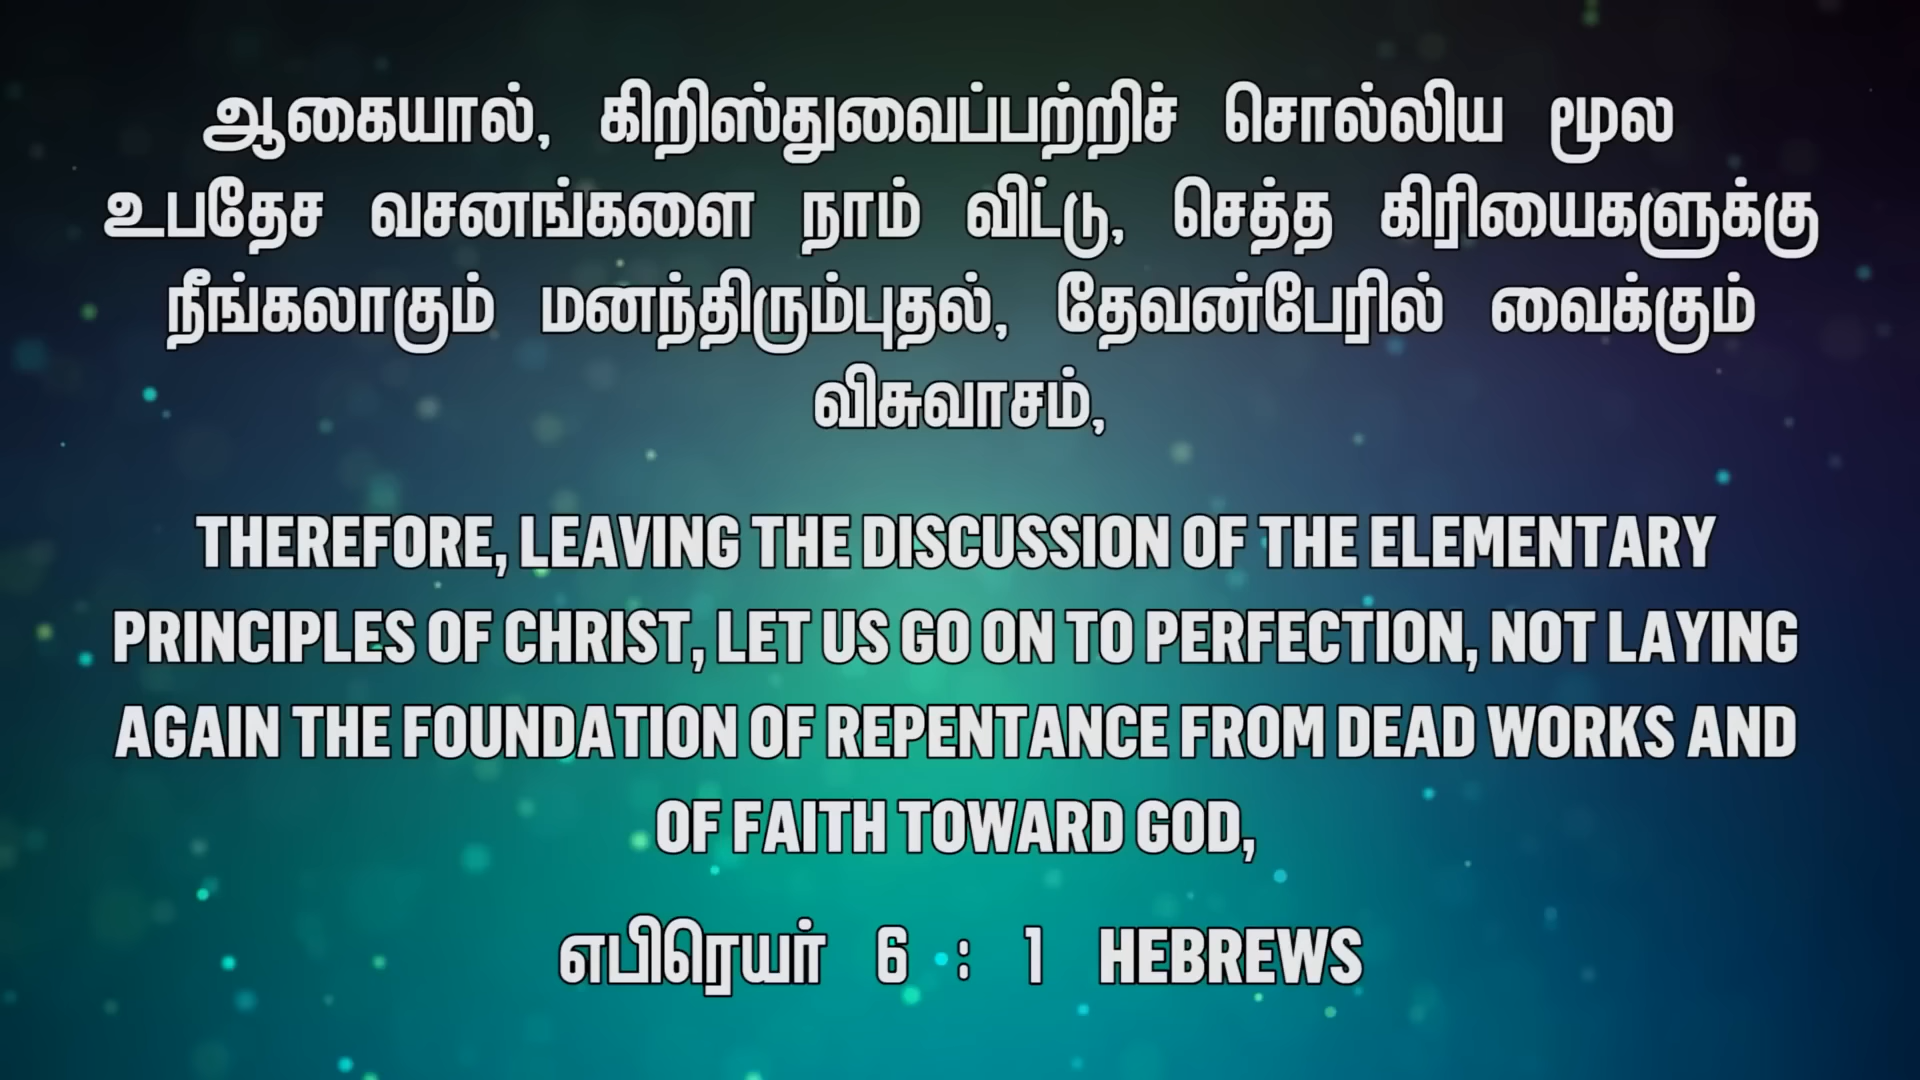 ஆகையால், கிறிஸ்துவைப்பற்றிச் சொல்லிய மூல
உபதேச வசனங்களை நாம் விட்டு, செத்த கிரியைகளுக்கு
நீங்கலாகும் மனந்திரும்புதல், தேவன்பேரில் வைக்கும்
விசுவாசம்,
THEREFORE, LEAVING THE DISCUSSION OF THE ELEMENTARY
PRINCIPLES OF CHRIST, LET US GO ON TO PERFECTION, NOT LAYING
AGAIN THE FOUNDATION OF REPENTANCE FROM DEAD WORKS AND
OF FAITH TOWARD GOD,
எபிரெயர் 6 : 1 HEBREWS